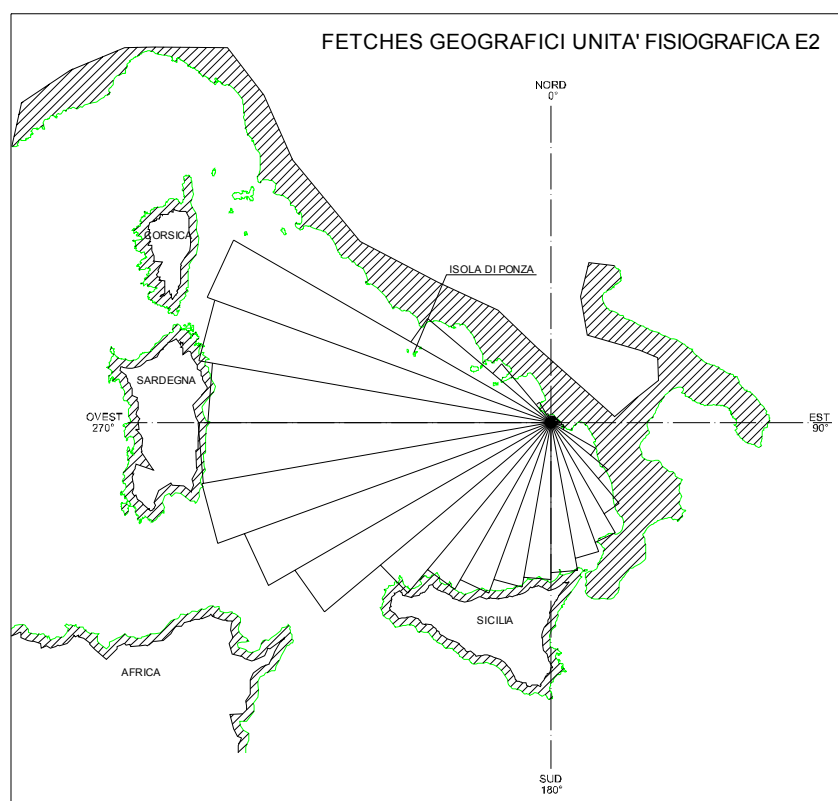 FETCHES GEOGRAFICI UNITA' FISIOGRAFICA E2
NORD
0°
CORSICA
ISOLA DI PONZA
SARDEGNA
OVEST
270°
EST
90°
SICILIA
AFRICA
SUD
180°